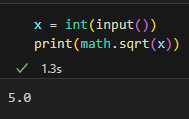 x = int(input())
print(math.sqrt(x))
✓ 1.3s
5.0